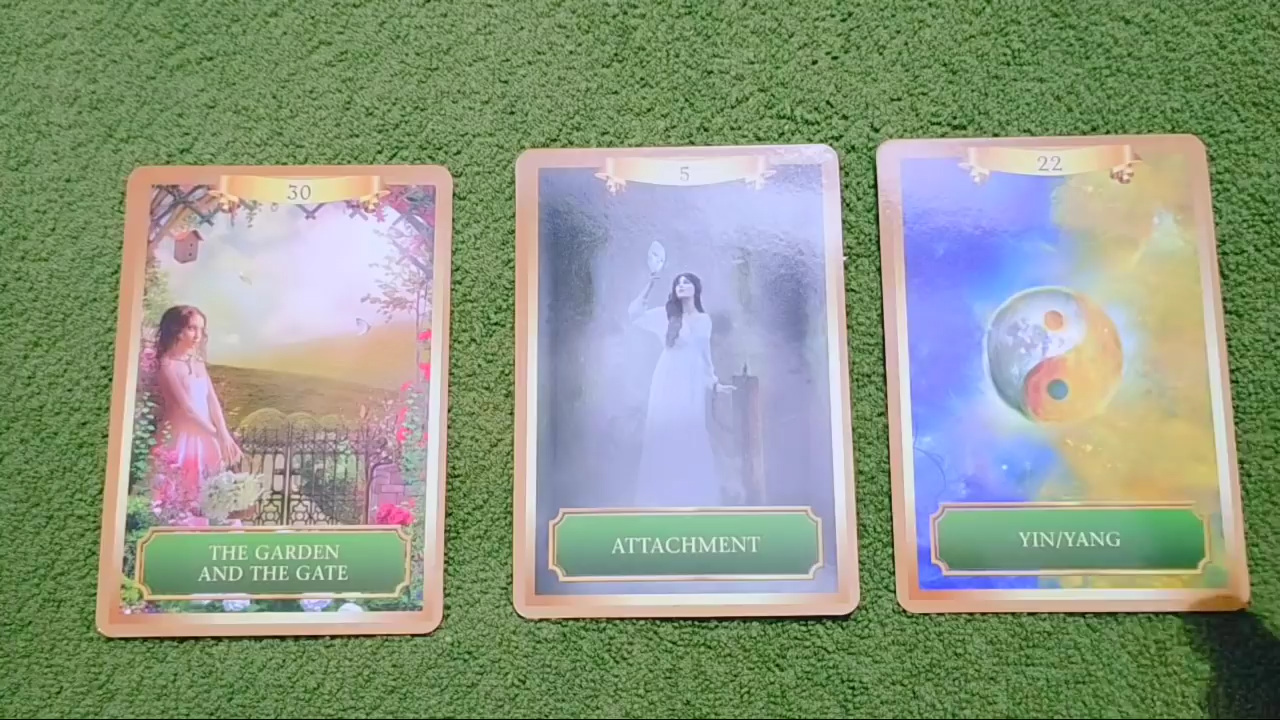 30
THE GARDEN
AND THE GATE
5
ATTACHMENT
22
YIN/YANG